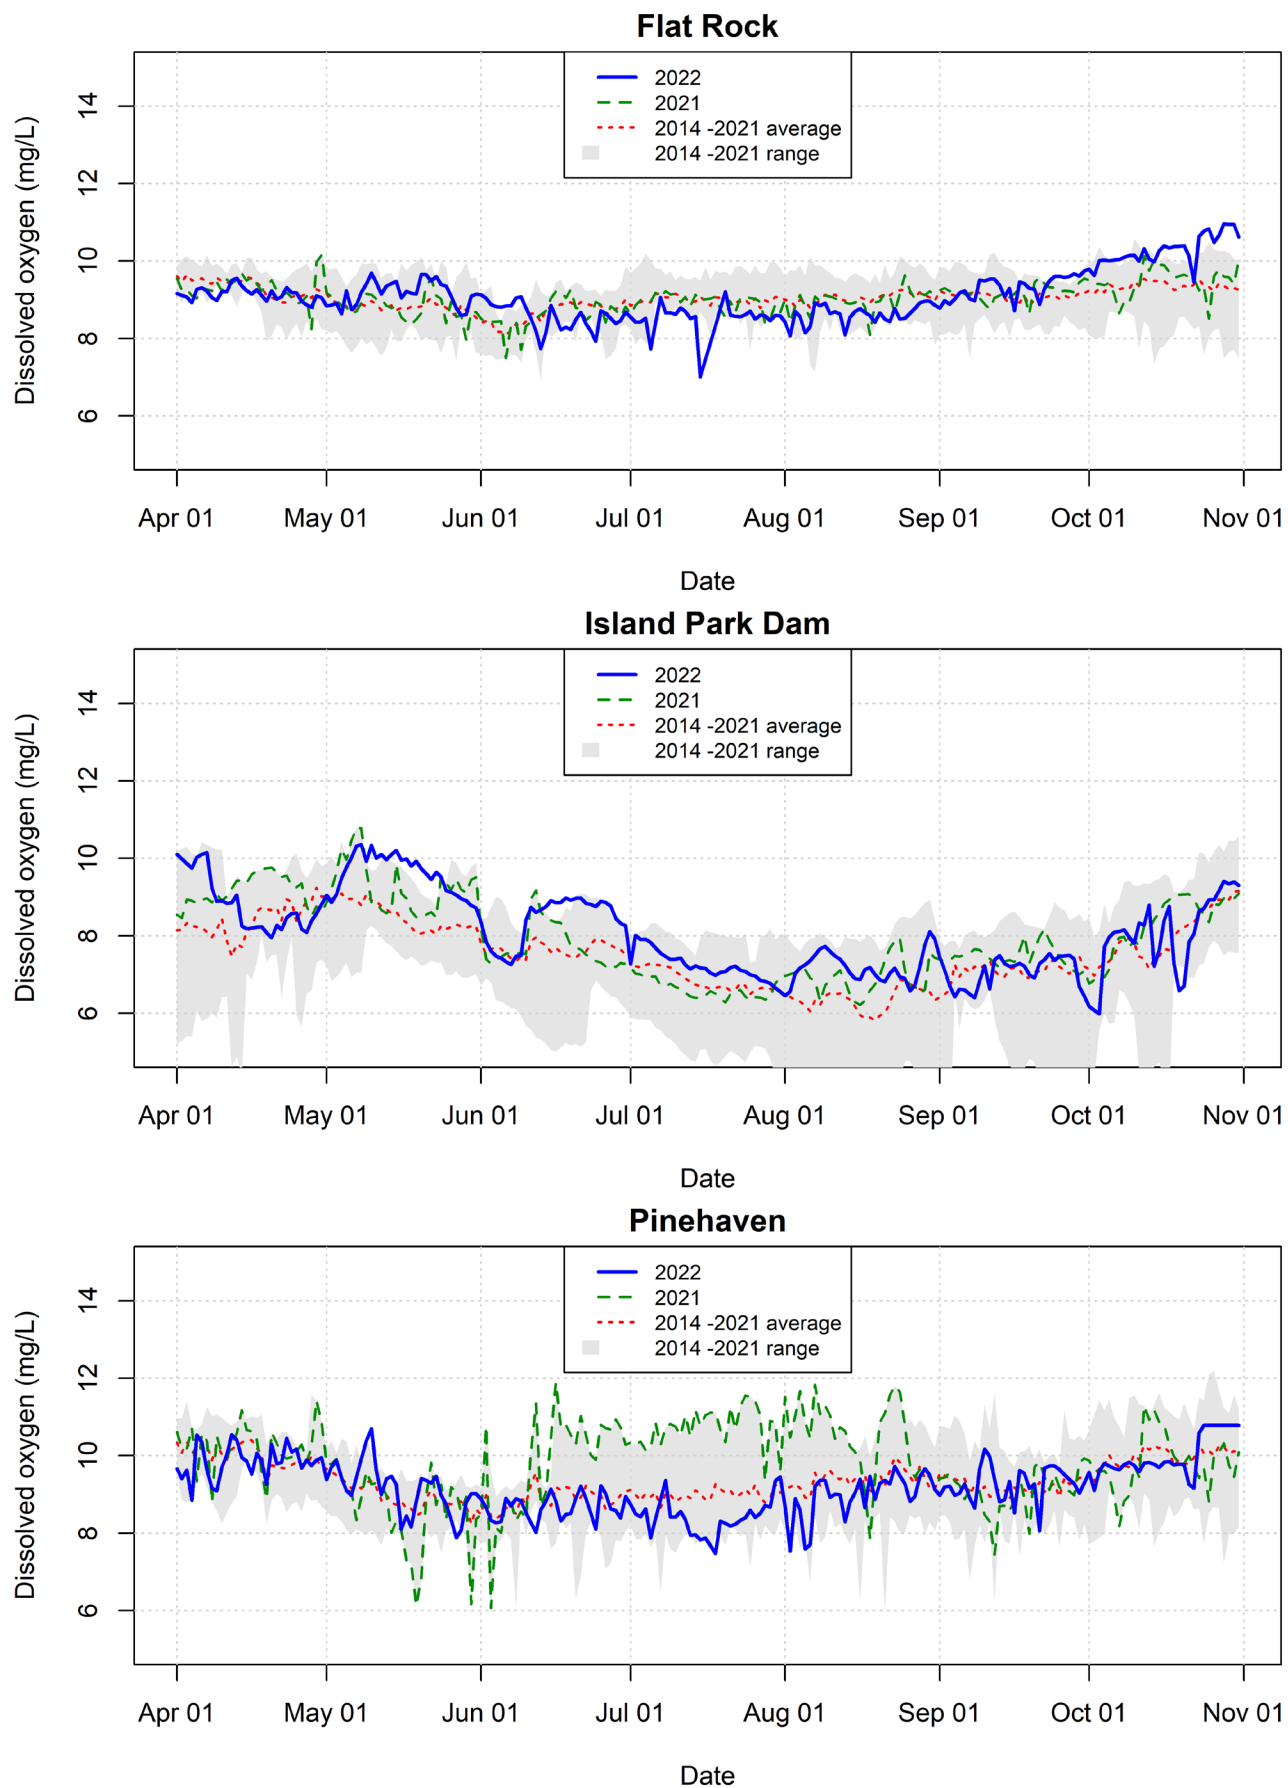 Flat Rock
2022
2021
2014 -2021 average
2014 -2021 range
Dissolved oxygen (mg/L)
14
12
10
8
6
Apr 01 May 01 Jun 01 Jul 01 Aug 01 Sep 01 Oct 01 Nov 01
Date
Island Park Dam
2022
2021
2014 -2021 average
2014 -2021 range
Dissolved oxygen (mg/L)
14
12
10
8
6
Apr 01 May 01 Jun 01 Jul 01 Aug 01 Sep 01 Oct 01 Nov 01
Date
Pinehaven
2022
2021
2014 -2021 average
2014 -2021 range
Dissolved oxygen (mg/L)
14
12
10
8
6
Apr 01 May 01 Jun 01 Jul 01 Aug 01 Sep 01 Oct 01 Nov 01
Date